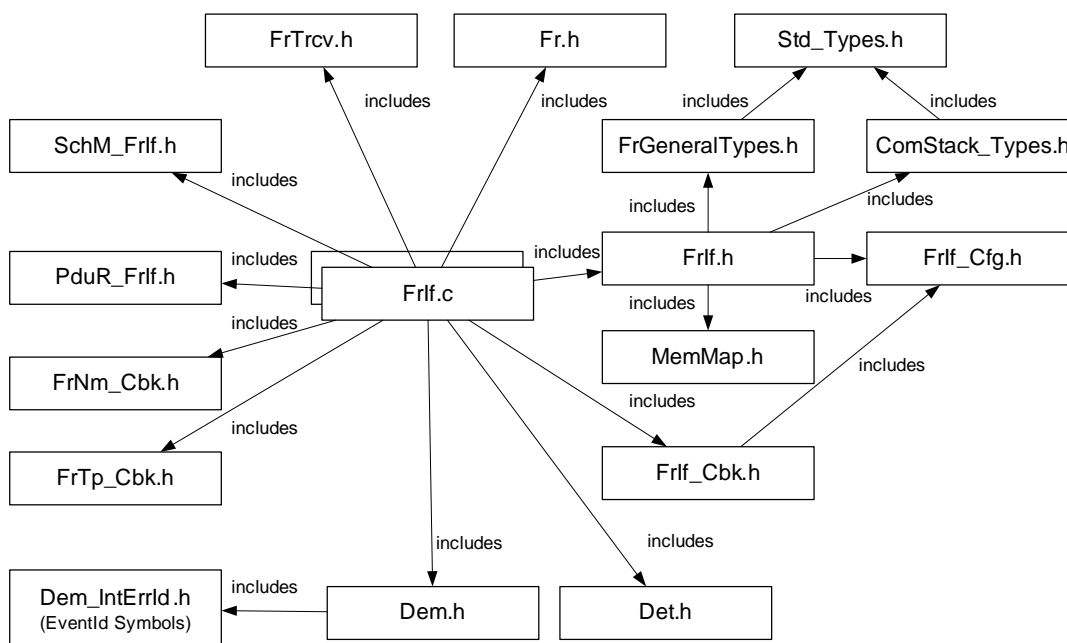 FrTrcv.h
Fr.h
Std_Types.h
includes
includes
includes
includes
SchM_FrIf.h
FrGeneralTypes.h
ComStack_Types.h
includes
includes
includes
PduR_FrIf.h
includes
includes
FrIf.h
includes
FrIf_Cfg.h
FrIf.c
includes
includes
includes
MemMap.h
FrNm_Cbk.h
includes
includes
includes
FrTp_Cbk.h
FrIf_Cbk.h
includes
includes
includes
Dem_IntErrId.h
(EventId Symbols)
Dem.h
Det.h